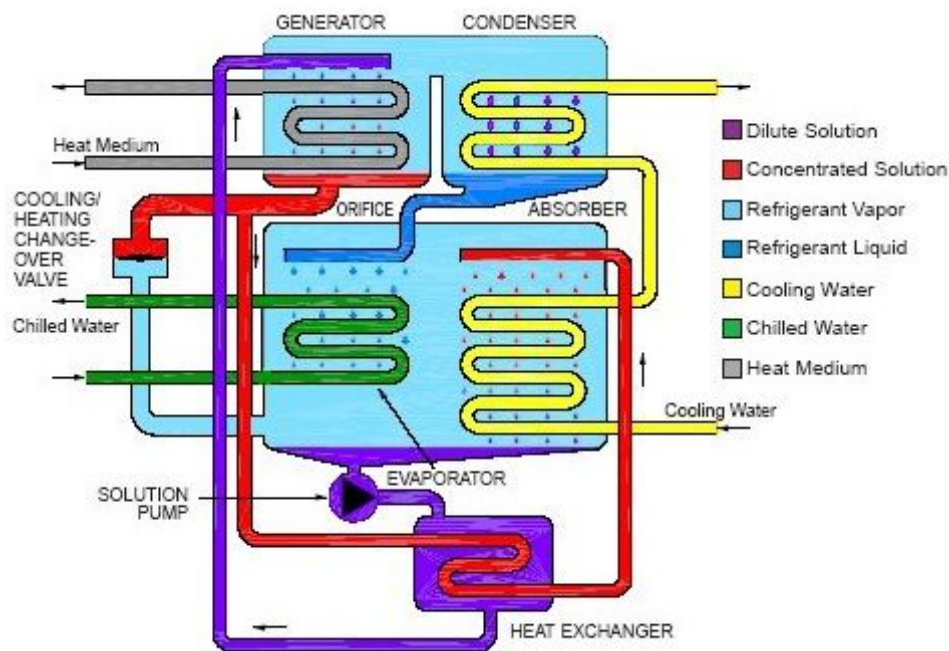 GENERATOR
CONDENSER
Heat Medium
COOLING/
HEATING
CHANGE-
OVER
VALVE
ORIFICE
ABSORBER
Chilled Water
Cooling Water
EVAPORATOR
SOLUTION
PUMP
HEAT EXCHANGER
Dilute Solution
Concentrated Solution
Refrigerant Vapor
Refrigerant Liquid
Cooling Water
Chilled Water
Heat Medium